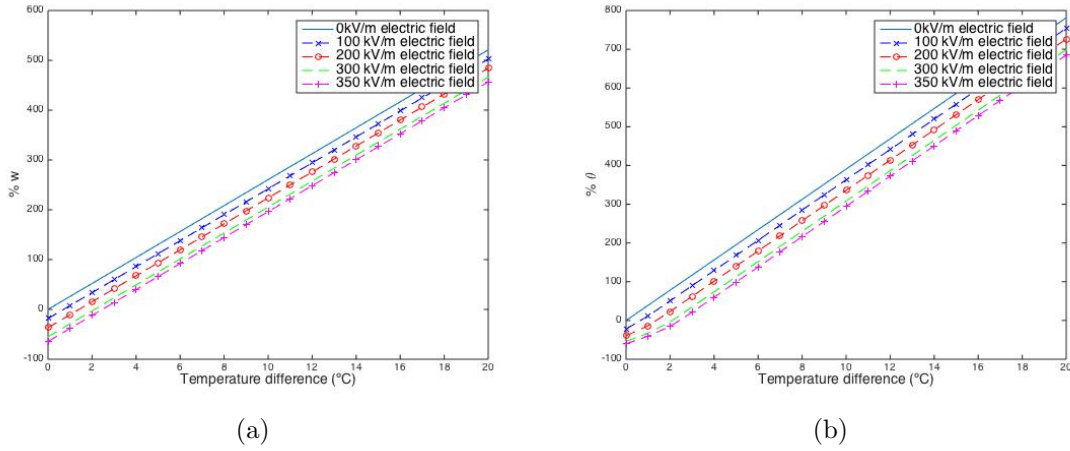 600
500
400
300
200
100
0
-100
% w
0 2 4 6 8 10 12 14 16 18 20
Temperature difference (°C)
0kV/m electric field
100 kV/m electric field
200 kV/m electric field
300 kV/m electric field
350 kV/m electric field
(a)
800
700
600
500
400
300
200
100
0
-100
% θ
0 2 4 6 8 10 12 14 16 18 20
Temperature difference (°C)
0kV/m electric field
100 kV/m electric field
200 kV/m electric field
300 kV/m electric field
350 kV/m electric field
(b)